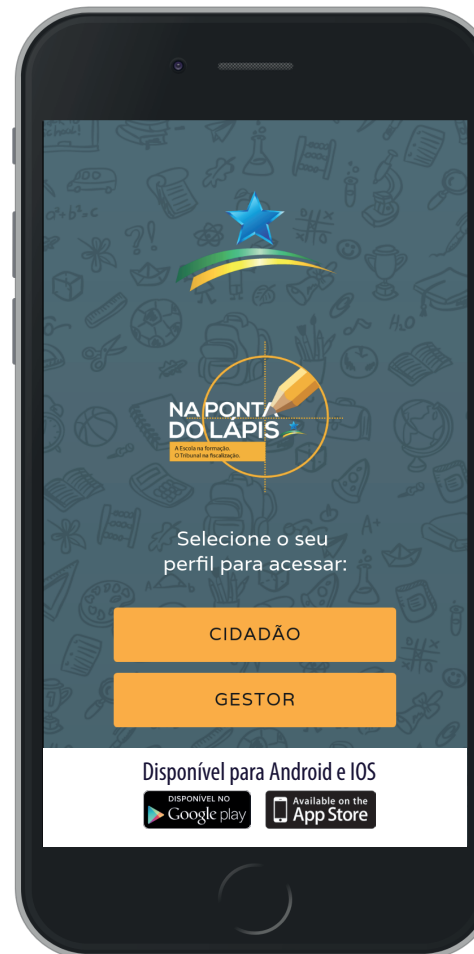 NA PONTA
DO LÁPIS
A Escola na formação.
O Tribunal na fiscalização.
Selecione o seu
perfil para acessar:
CIDADÃO
GESTOR
Disponível para Android e IOS
DISPONÍVEL NO
Google play
Available on the
App Store